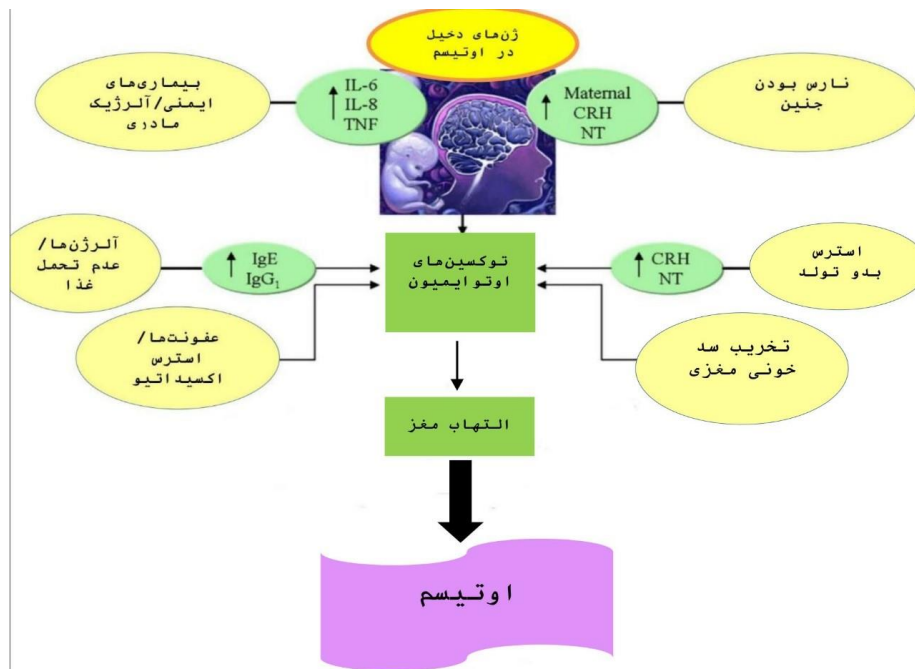 ژن‌های دخیل
در اوتیسم
بیماری‌های
ایمنی/آلرژیک
مادری
IL-6
IL-8
TNF
Maternal
CRH
NT
نارس بودن
جنین
آلرژن‌ها/
عدم تحمل
غذا
IgE
IgG₁
توکسین‌های
اوتوایمیون
CRH
NT
استرس
بدو تولد
عفونت‌ها/
استرس
اکسیداتیو
تخریب سد
خونی مغزی
التهاب مغز
اوتیسم